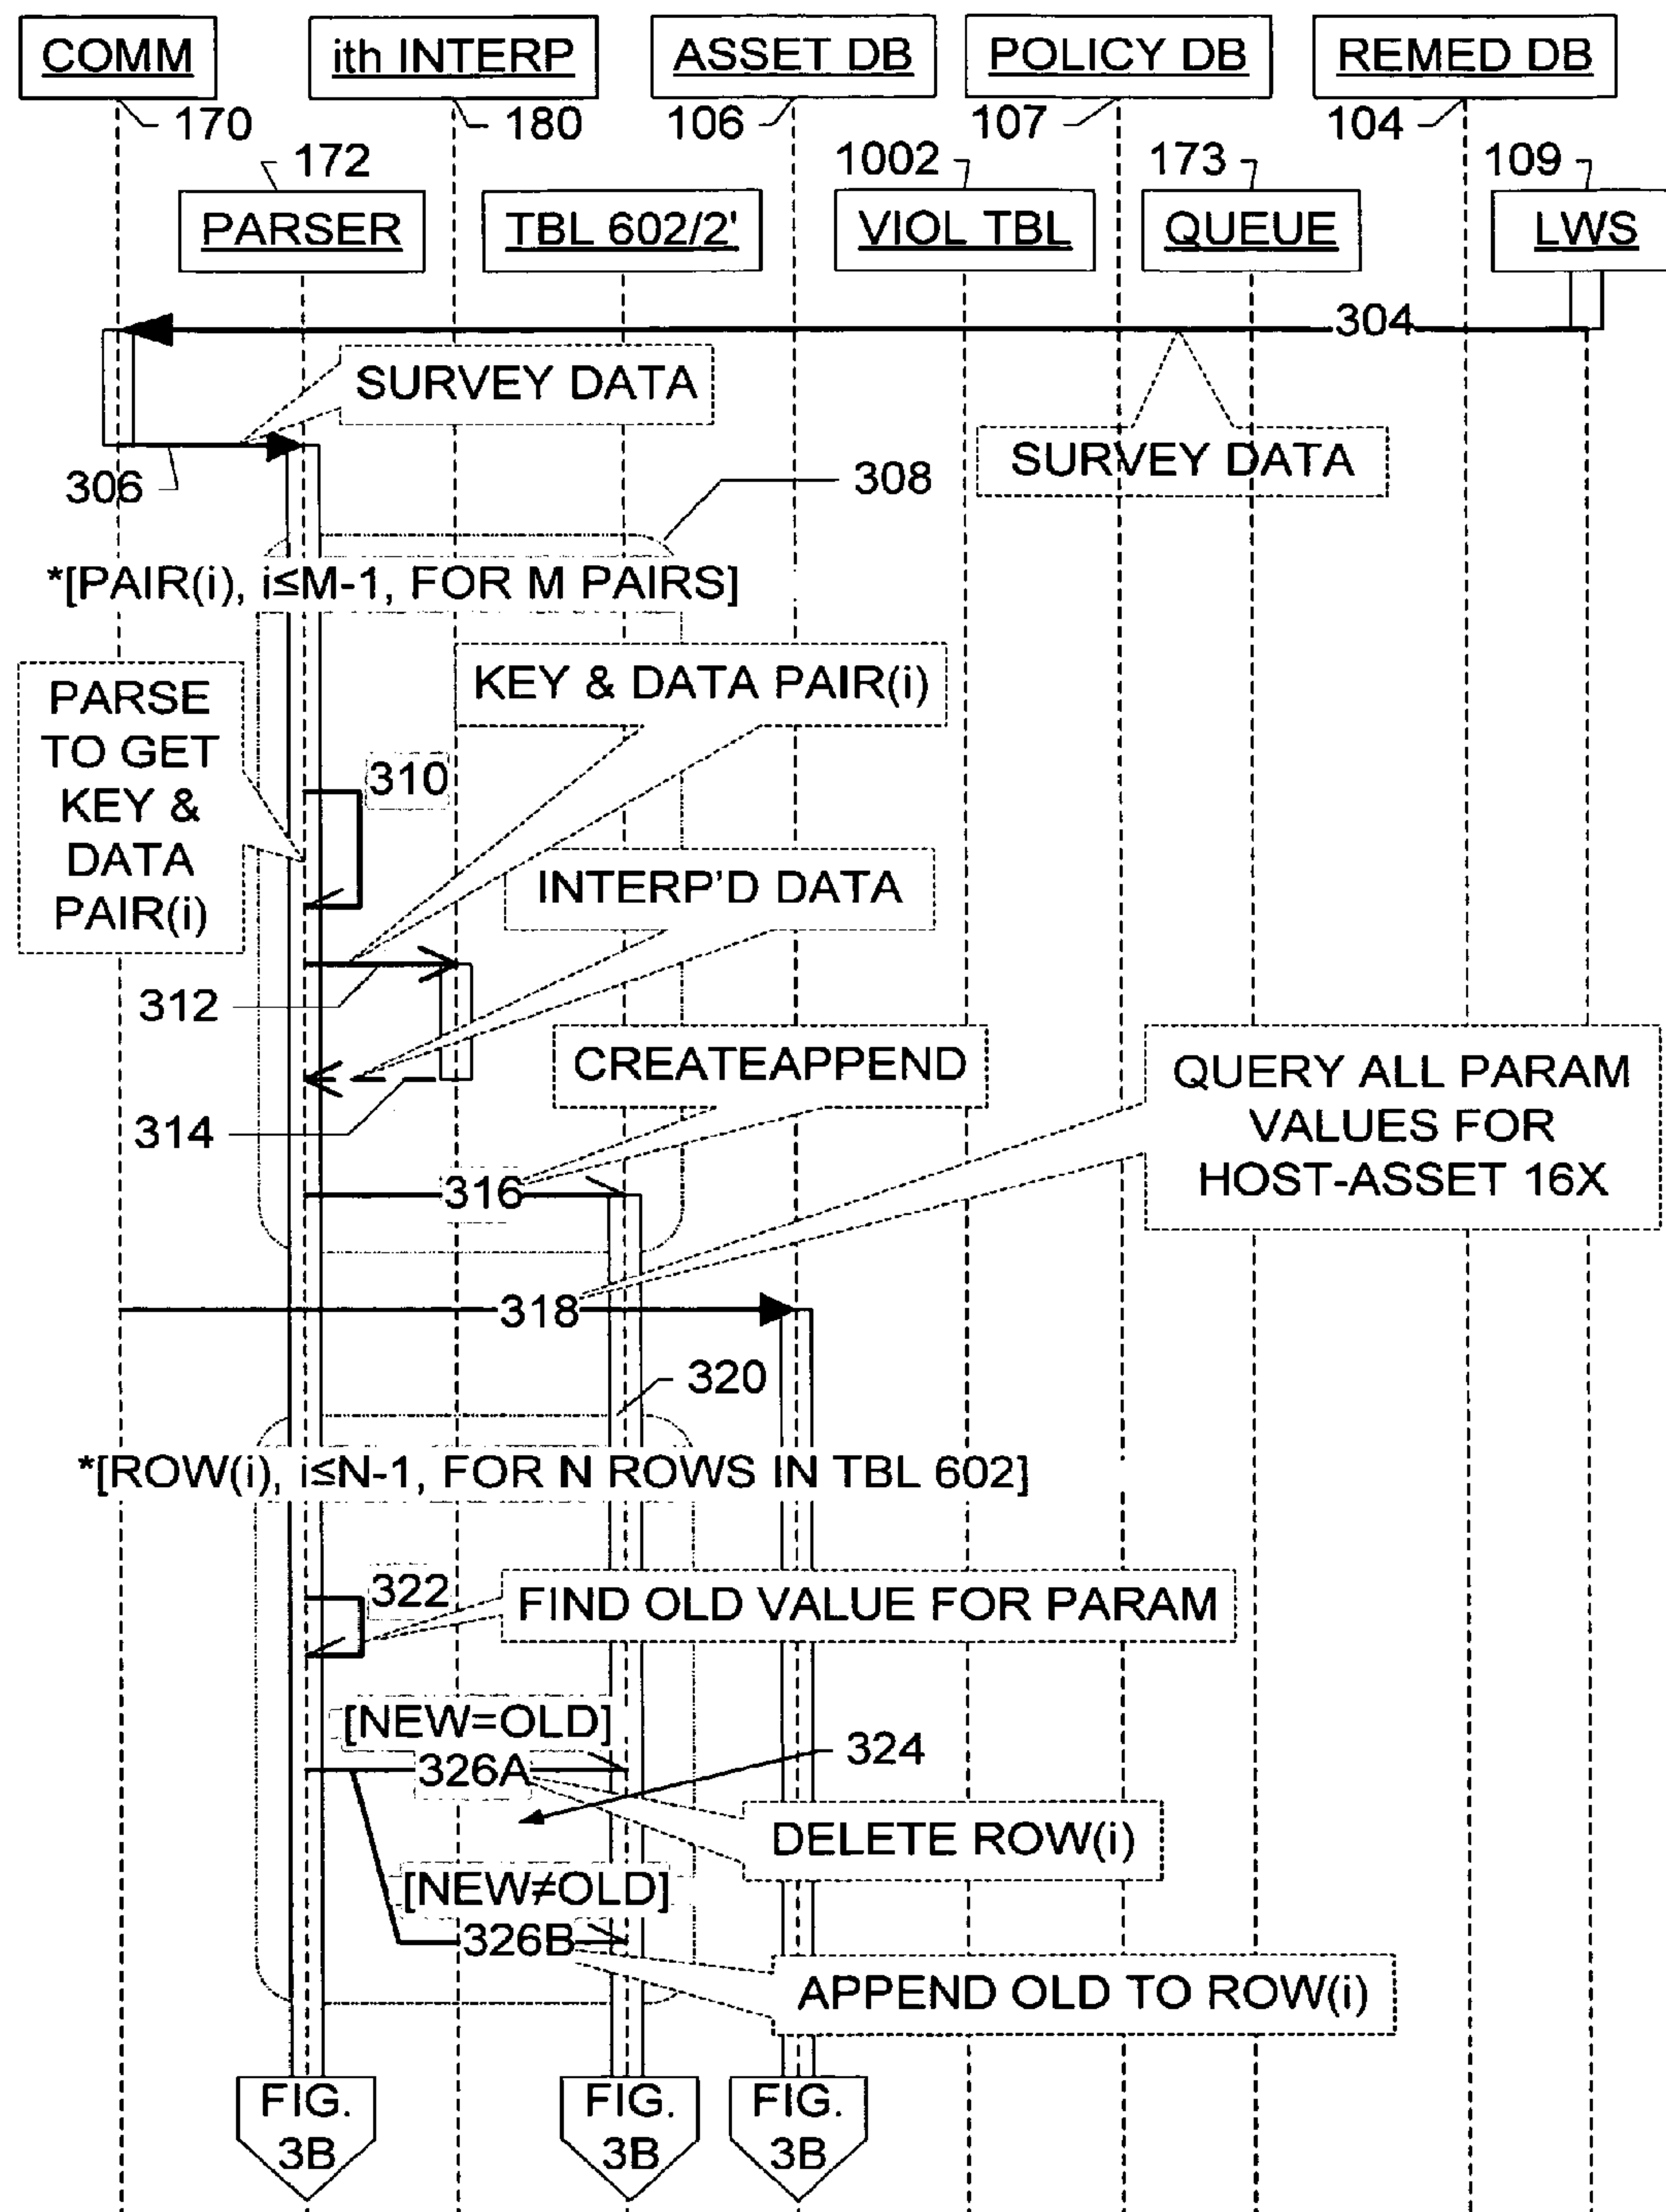 COMM
ith INTERP
ASSET DB
POLICY DB
REMED DB
170
180
106
107
104
172
1002
173
109
PARSER
TBL 602/2'
VIOL TBL
QUEUE
LWS
304
SURVEY DATA
SURVEY DATA
306
308
*[PAIR(i), i≤M-1, FOR M PAIRS]
PARSE
TO GET
KEY &
DATA
PAIR(i)
KEY & DATA PAIR(i)
310
INTERP'D DATA
312
CREATEAPPEND
314
QUERY ALL PARAM
VALUES FOR
HOST-ASSET 16X
316
318
320
*[ROW(i), i≤N-1, FOR N ROWS IN TBL 602]
322
FIND OLD VALUE FOR PARAM
[NEW=OLD]
326A
324
DELETE ROW(i)
[NEW≠OLD]
326B
APPEND OLD TO ROW(i)
FIG.
3B
FIG.
3B
FIG.
3B